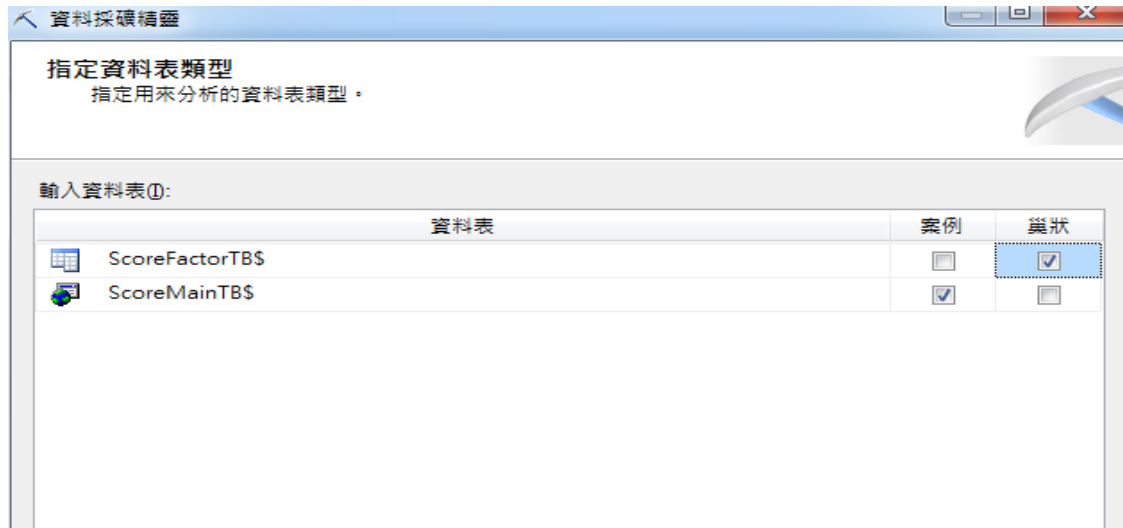 資料採礦精靈
指定資料表類型
指定用來分析的資料表類型。
輸入資料表(I):
資料表 案例 巢狀
ScoreFactorTB$
ScoreMainTB$